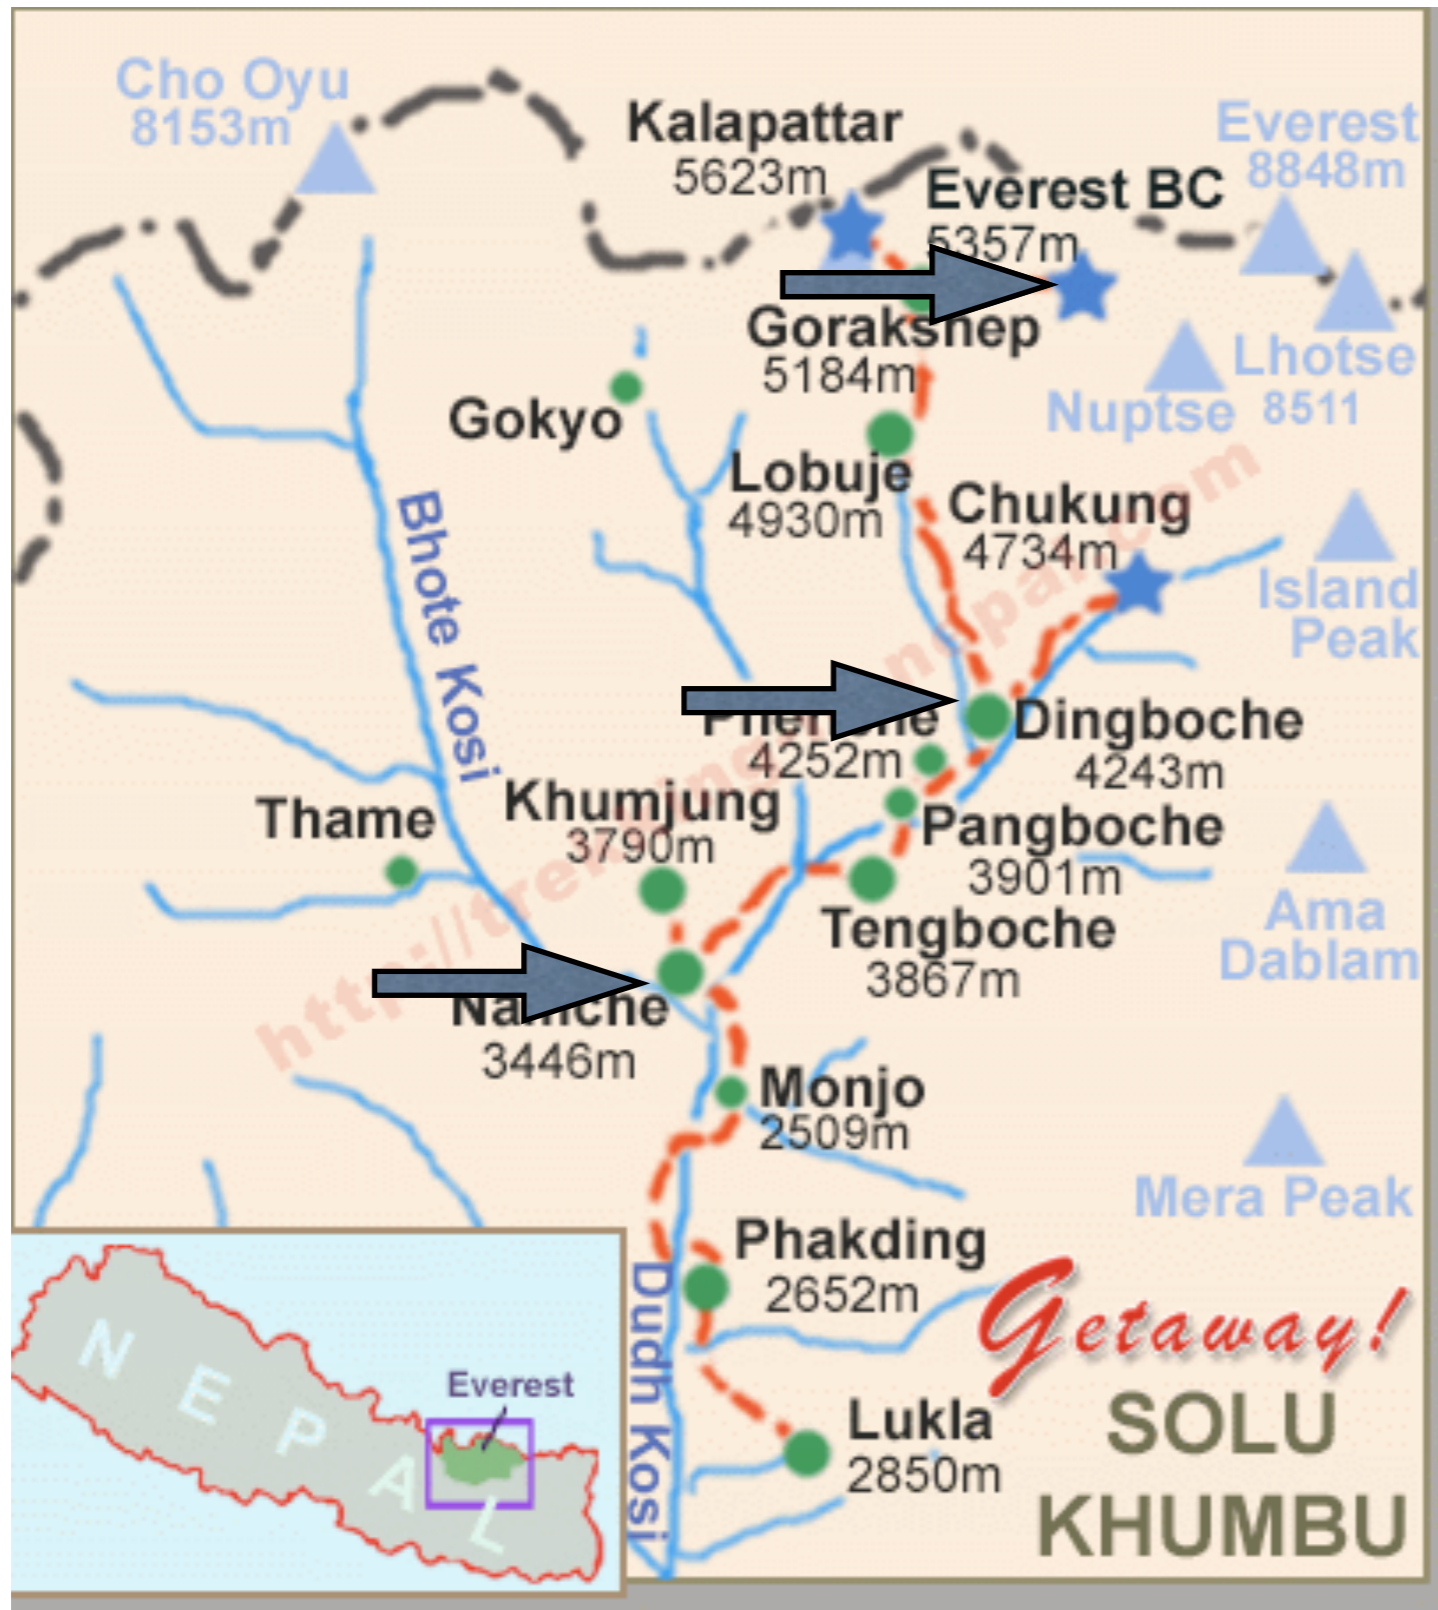 Cho Oyu
8153m
Kalapattar
5623m
Everest
8848m
Everest BC
5357m
Gorakshep
5184m
Lhotse
8511
Nuptse
Gokyo
Lobuje
4930m
Chukung
4734m
Bhote Kosi
Island
Peak
Dingboche
4243m
4252m
Khumjung
3790m
Thame
Pangboche
3901m
Tengboche
3867m
Ama
Dablam
Namche
3446m
Monjo
2509m
Mera Peak
Phakding
2652m
Dudh Kosi
Getaway!
SOLU
KHUMBU
Lukla
2850m
NEPAL
Everest